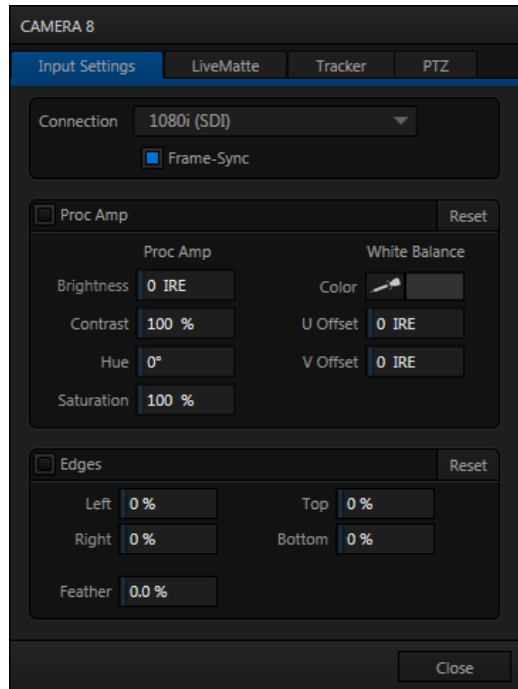 CAMERA 8
Input Settings LiveMatte Tracker PTZ
Connection 1080i (SDI)
Frame-Sync
Proc Amp Reset
Proc Amp White Balance
Brightness 0 IRE Color
Contrast 100 % U Offset 0 IRE
Hue 0° V Offset 0 IRE
Saturation 100 %
Edges Reset
Left 0 % Top 0 %
Right 0 % Bottom 0 %
Feather 0.0 %
Close